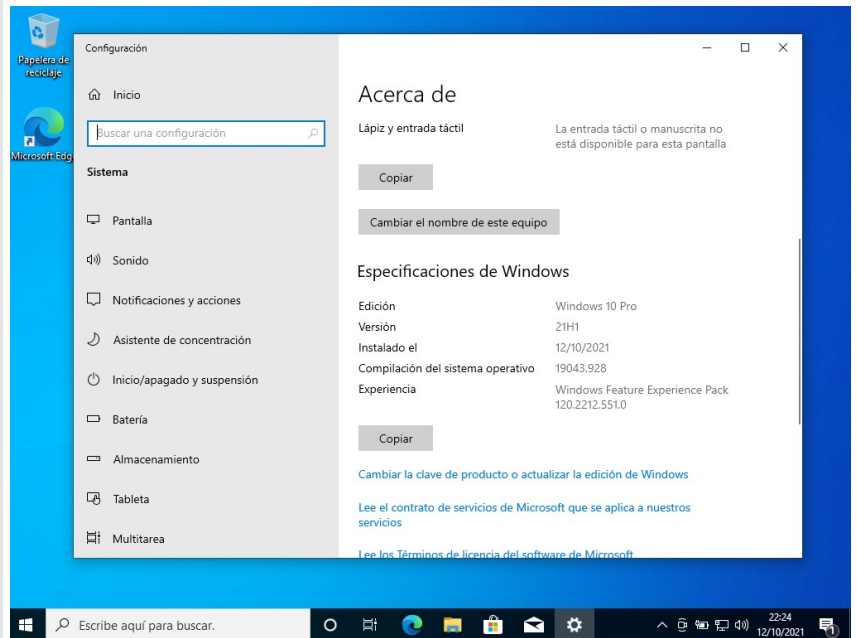 Papelera de
reciclaje
Microsoft Edg
Configuración
Inicio
Buscar una configuración
Sistema
Pantalla
Sonido
Notificaciones y acciones
Asistente de concentración
Inicio/apagado y suspensión
Batería
Almacenamiento
Tableta
Multitarea
Acerca de
Lápiz y entrada táctil La entrada táctil o manuscrita no
está disponible para esta pantalla
Copiar
Cambiar el nombre de este equipo
Especificaciones de Windows
Edición Windows 10 Pro
Versión 21H1
Instalado el 12/10/2021
Compilación del sistema operativo 19043.928
Experiencia Windows Feature Experience Pack
120.2212.551.0
Copiar
Cambiar la clave de producto o actualizar la edición de Windows
Lee el contrato de servicios de Microsoft que se aplica a nuestros
servicios
Lee los Términos de licencia del software de Microsoft
Escribe aquí para buscar.
22:24
12/10/2021
1